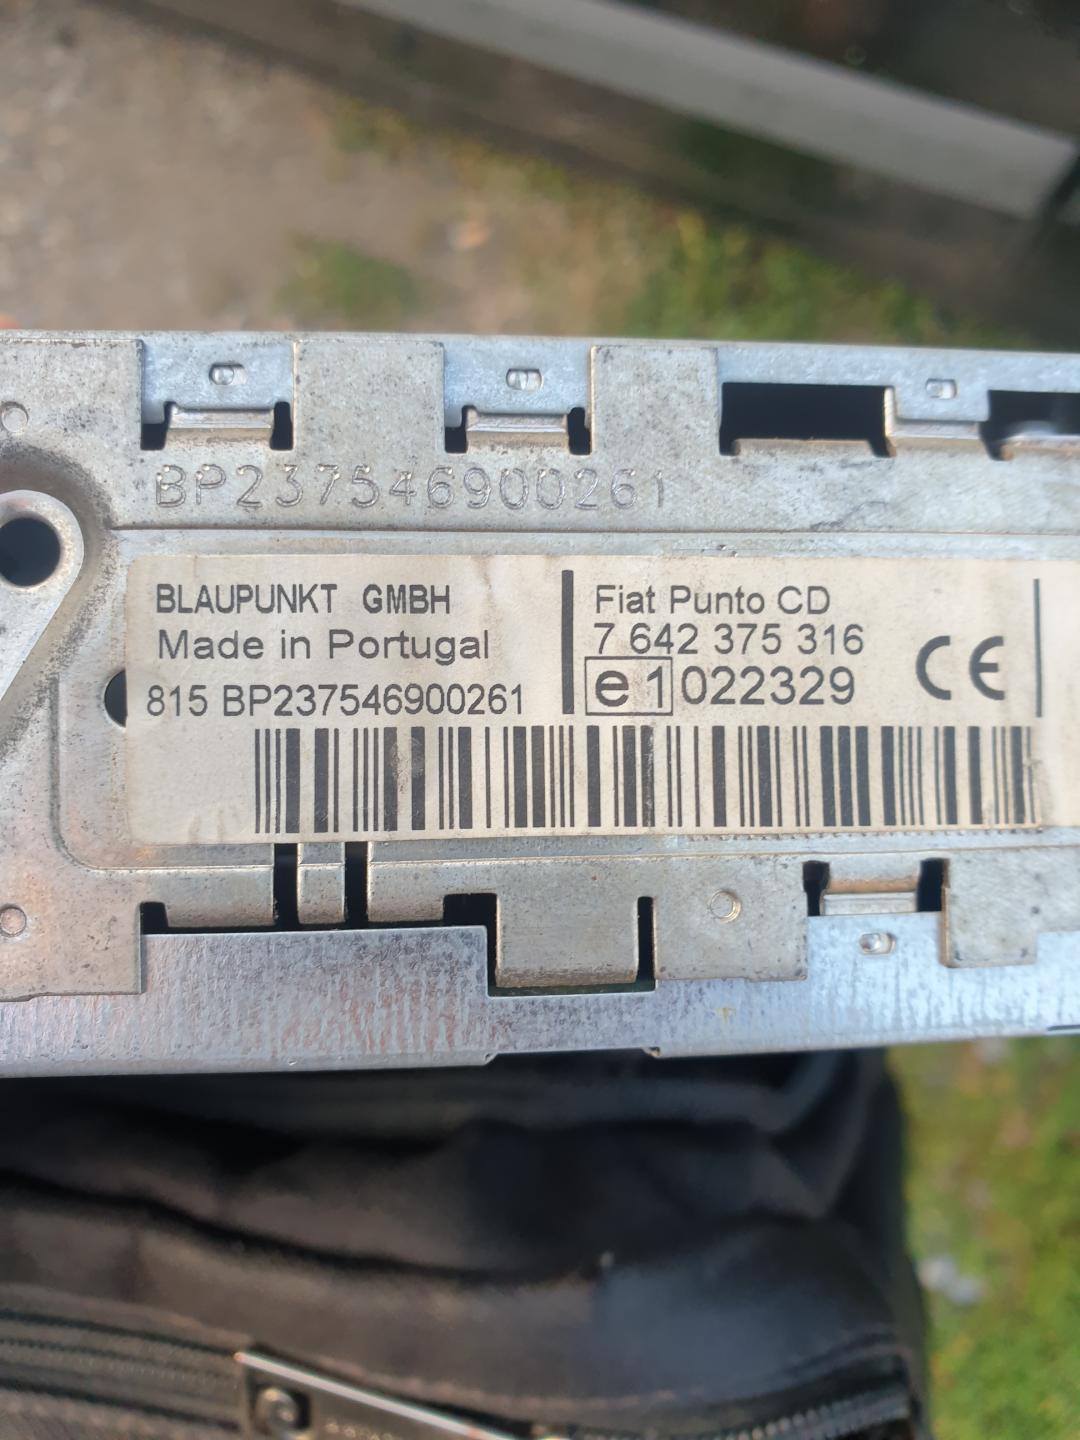 BP237546900261
BLAUPUNKT GMBH
Made in Portugal
815 BP237546900261
Fiat Punto CD
7 642 375 316
e1 022329
CE